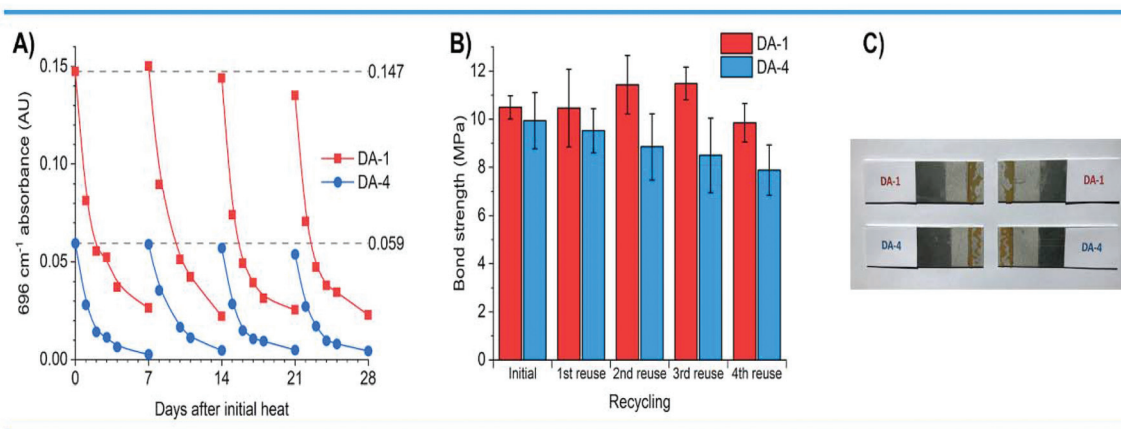 A)
0.15
0.10
0.05
0.00
696 cm⁻¹ absorbance (AU)
0.147
DA-1
DA-4
0.059
0 7 14 21 28
Days after initial heat
B)
DA-1
DA-4
12
10
8
6
4
2
0
Bond strength (MPa)
Initial 1st reuse 2nd reuse 3rd reuse 4th reuse
Recycling
C)
DA-1 DA-1
DA-4 DA-4